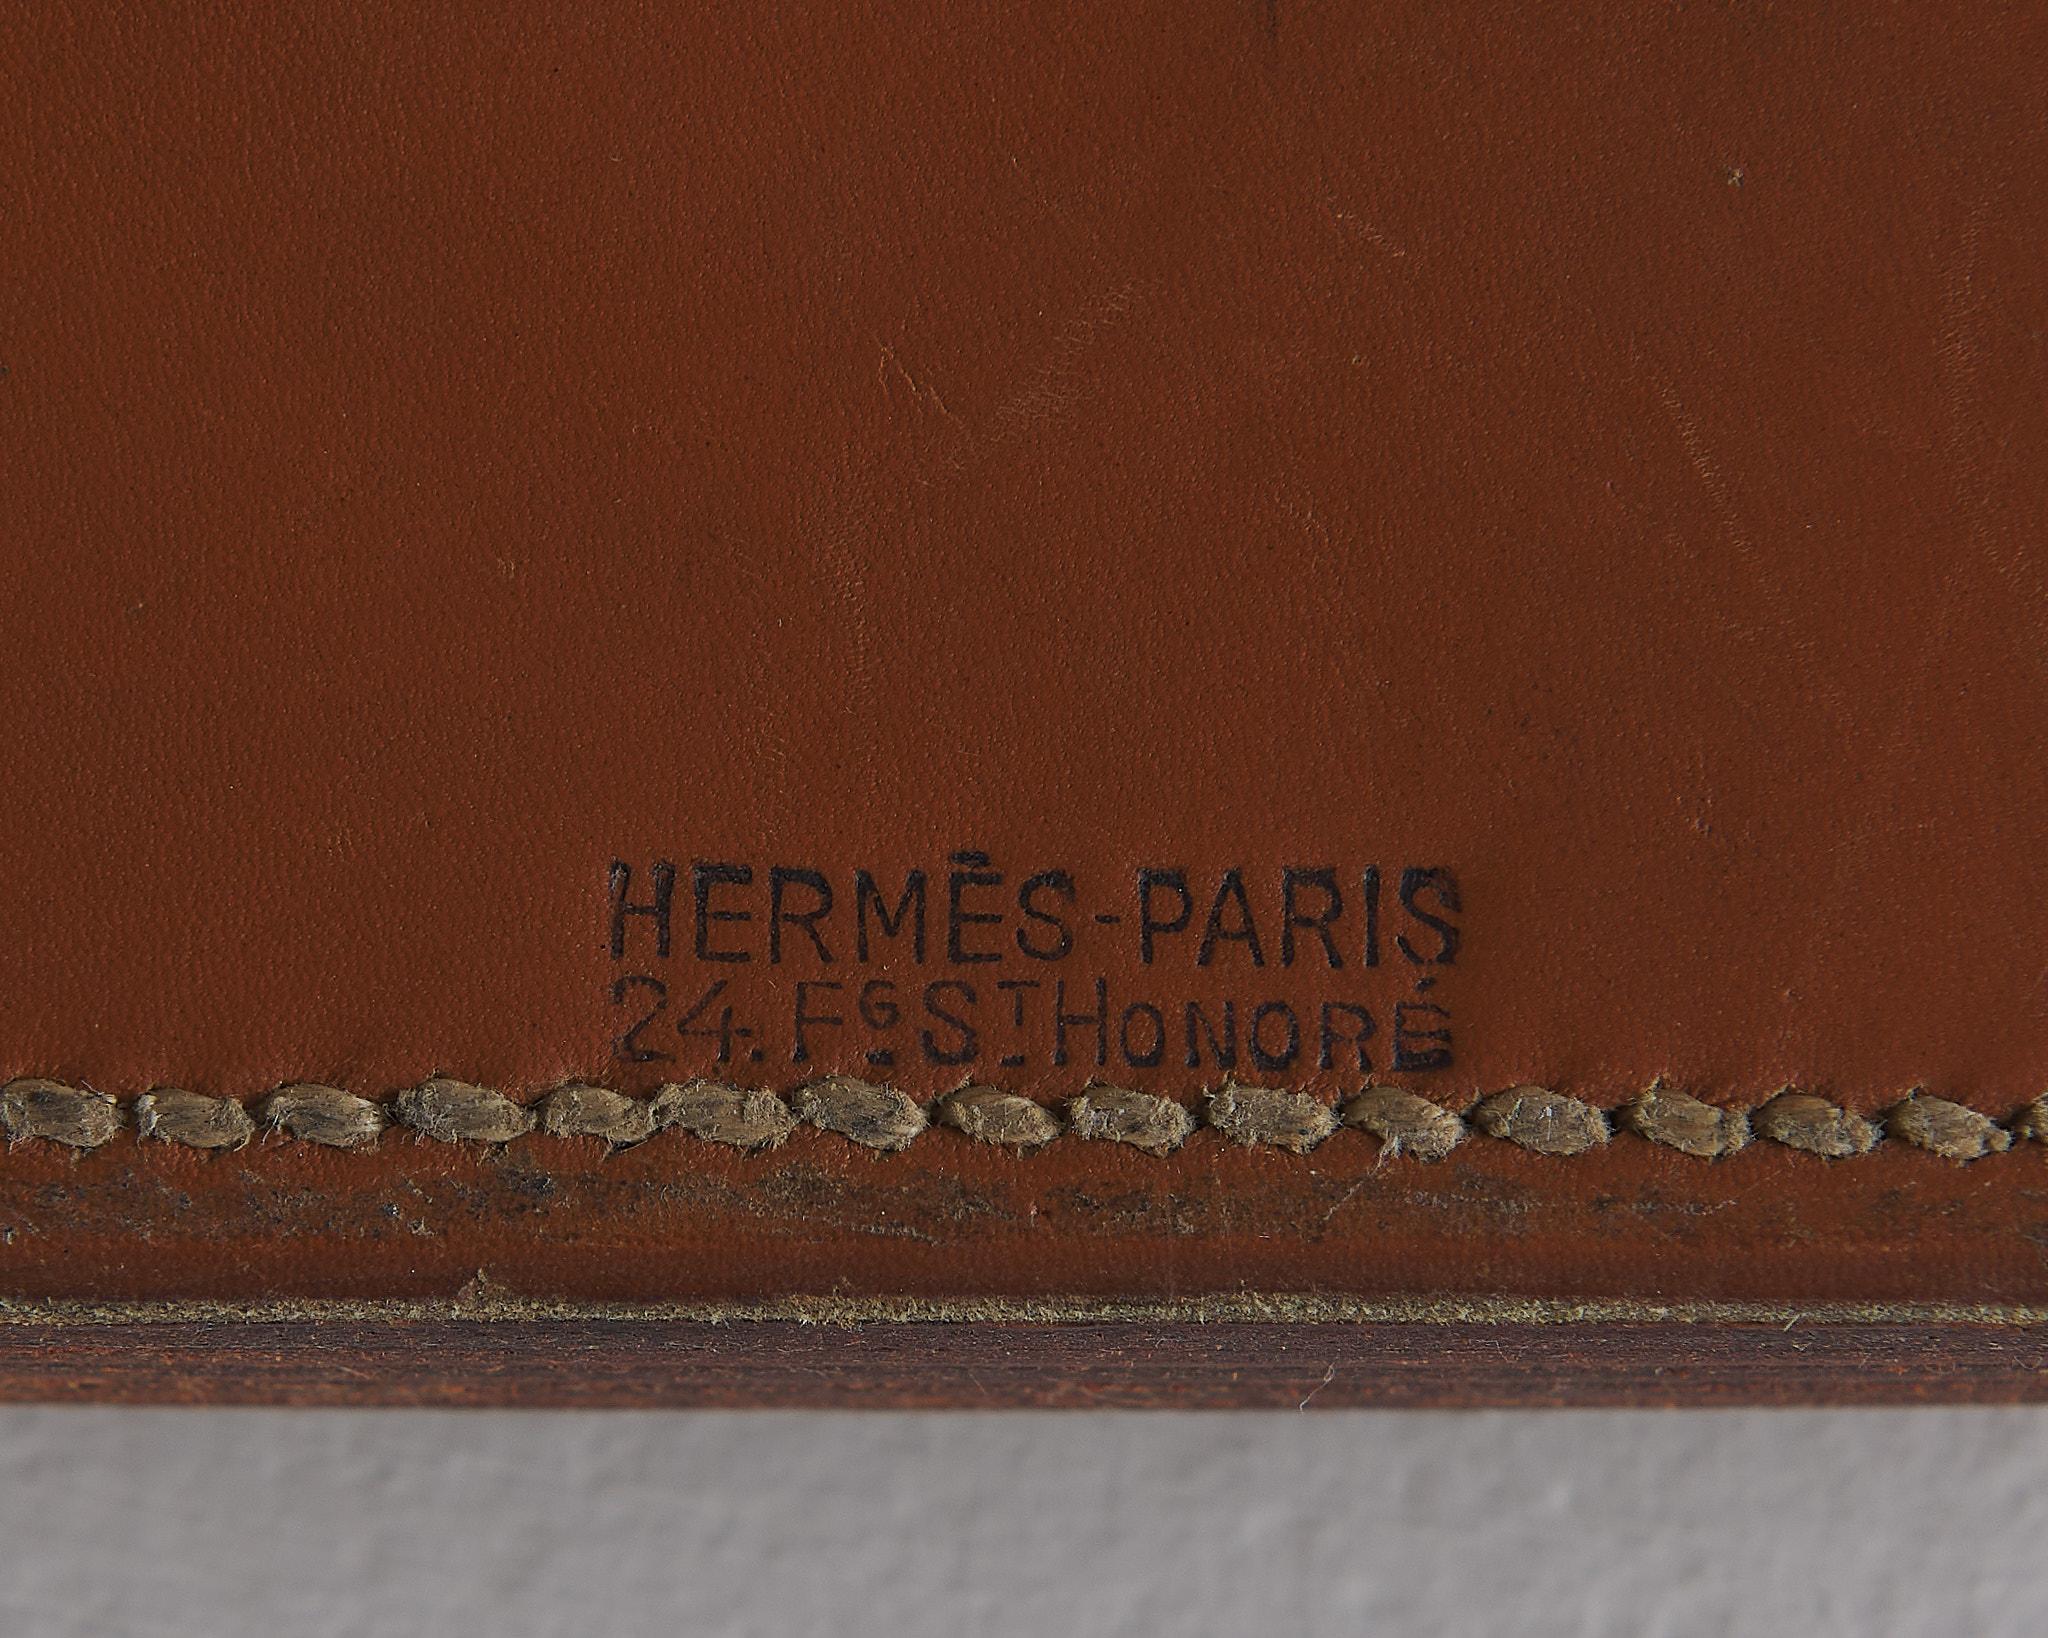 HERMÈS-PARIS
24. Fᴳ Sᵀ HONORÉ